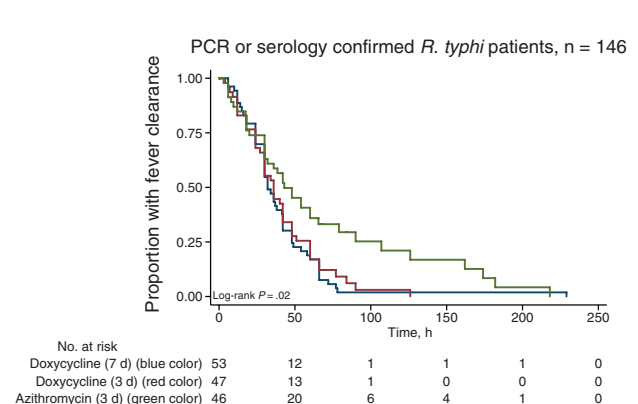 PCR or serology confirmed R. typhi patients, n = 146
Proportion with fever clearance
1.00
0.75
0.50
0.25
0.00
Log-rank P = .02
0 50 100 150 200 250
Time, h
No. at risk
Doxycycline (7 d) (blue color) 53 12 1 1 1 0
Doxycycline (3 d) (red color) 47 13 1 0 0 0
Azithromycin (3 d) (green color) 46 20 6 4 1 0